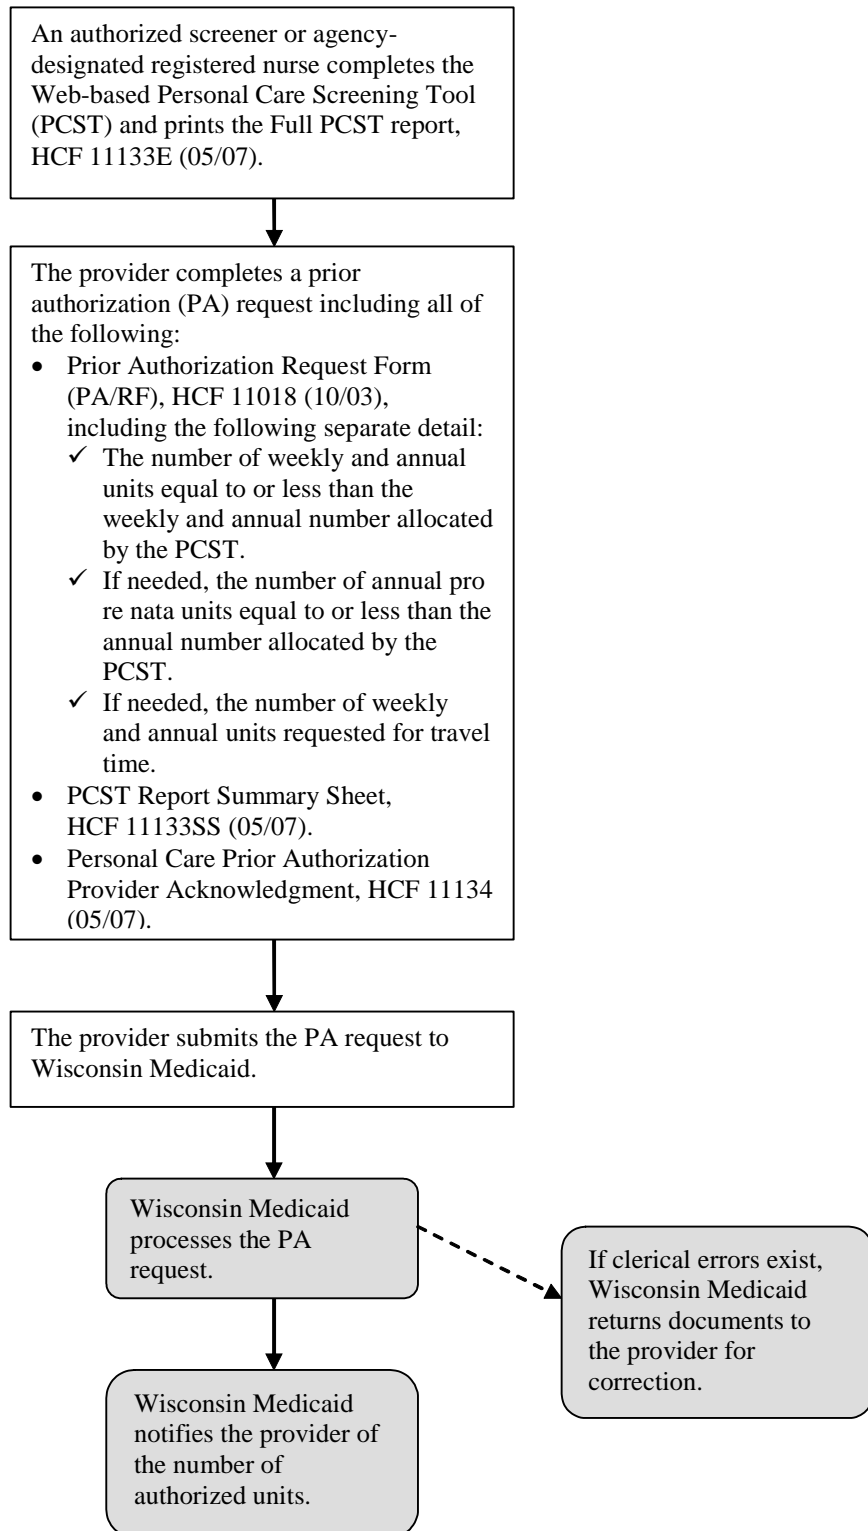 An authorized screener or agency-
designated registered nurse completes the
Web-based Personal Care Screening Tool
(PCST) and prints the Full PCST report,
HCF 11133E (05/07).
The provider completes a prior
authorization (PA) request including all of
the following:
• Prior Authorization Request Form
(PA/RF), HCF 11018 (10/03),
including the following separate detail:
✓ The number of weekly and annual
units equal to or less than the
weekly and annual number allocated
by the PCST.
✓ If needed, the number of annual pro
re nata units equal to or less than the
annual number allocated by the
PCST.
✓ If needed, the number of weekly
and annual units requested for travel
time.
• PCST Report Summary Sheet,
HCF 11133SS (05/07).
• Personal Care Prior Authorization
Provider Acknowledgment, HCF 11134
(05/07).
The provider submits the PA request to
Wisconsin Medicaid.
Wisconsin Medicaid
processes the PA
request.
If clerical errors exist,
Wisconsin Medicaid
returns documents to
the provider for
correction.
Wisconsin Medicaid
notifies the provider of
the number of
authorized units.